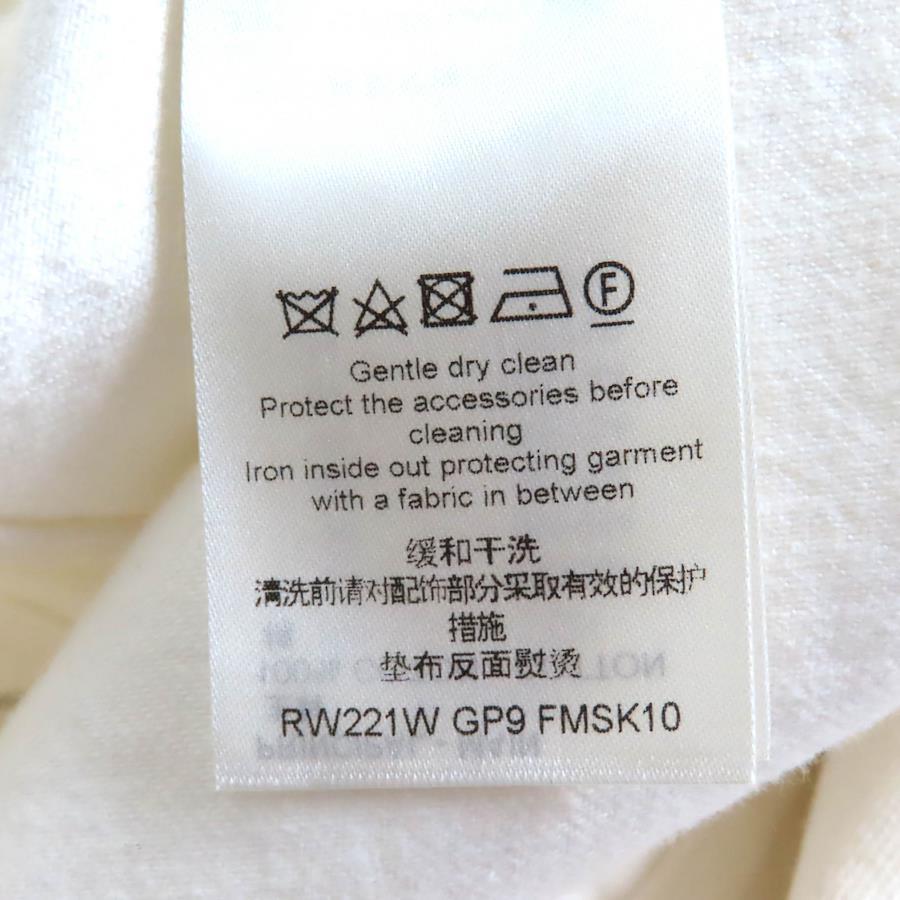 F
Gentle dry clean
Protect the accessories before
cleaning
Iron inside out protecting garment
with a fabric in between
缓和干洗
清洗前请对配饰部分采取有效的保护
措施
垫布反面熨烫
RW221W GP9 FMSK10
PRINCIPAL - MAIN